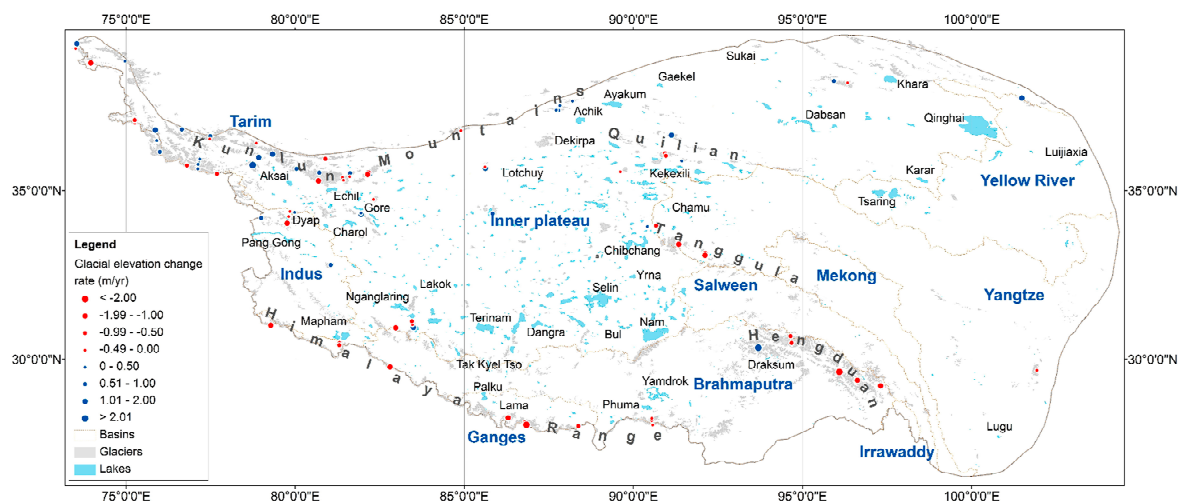 75°0'0"E 80°0'0"E 85°0'0"E 90°0'0"E 95°0'0"E 100°0'0"E
Sukai
Gaekel
Khara
Ayakum
Achik
Tarim
Dabsan
Qinghai
Kunlun Mountains
Dekirpa
Quilian
Luijiaxia
Aksai
Lotchuy
Kekexili
Karar
Yellow River
35°0'0"N
35°0'0"N
Echil
Gore
Tsaring
Dyap
Inner plateau
Chamu
Charol
Pang Gong
Chibchang
Tanggula
Indus
Yrna
Salween
Mekong
Lakok
Selin
Yangtze
Nganglaring
Mapham
Terinam
Dangra
Bul
Nam
Himalaya Range
Hengduan
30°0'0"N
30°0'0"N
Tak Kyel Tso
Draksum
Palku
Yamdrok
Brahmaputra
Lama
Phuma
Ganges
Lugu
Irrawaddy
Legend
Glacial elevation change
rate (m/yr)
< -2.00
-1.99 - -1.00
-0.99 - -0.50
-0.49 - 0.00
0 - 0.50
0.51 - 1.00
1.01 - 2.00
> 2.01
Basins
Glaciers
Lakes
75°0'0"E 80°0'0"E 85°0'0"E 90°0'0"E 95°0'0"E 100°0'0"E